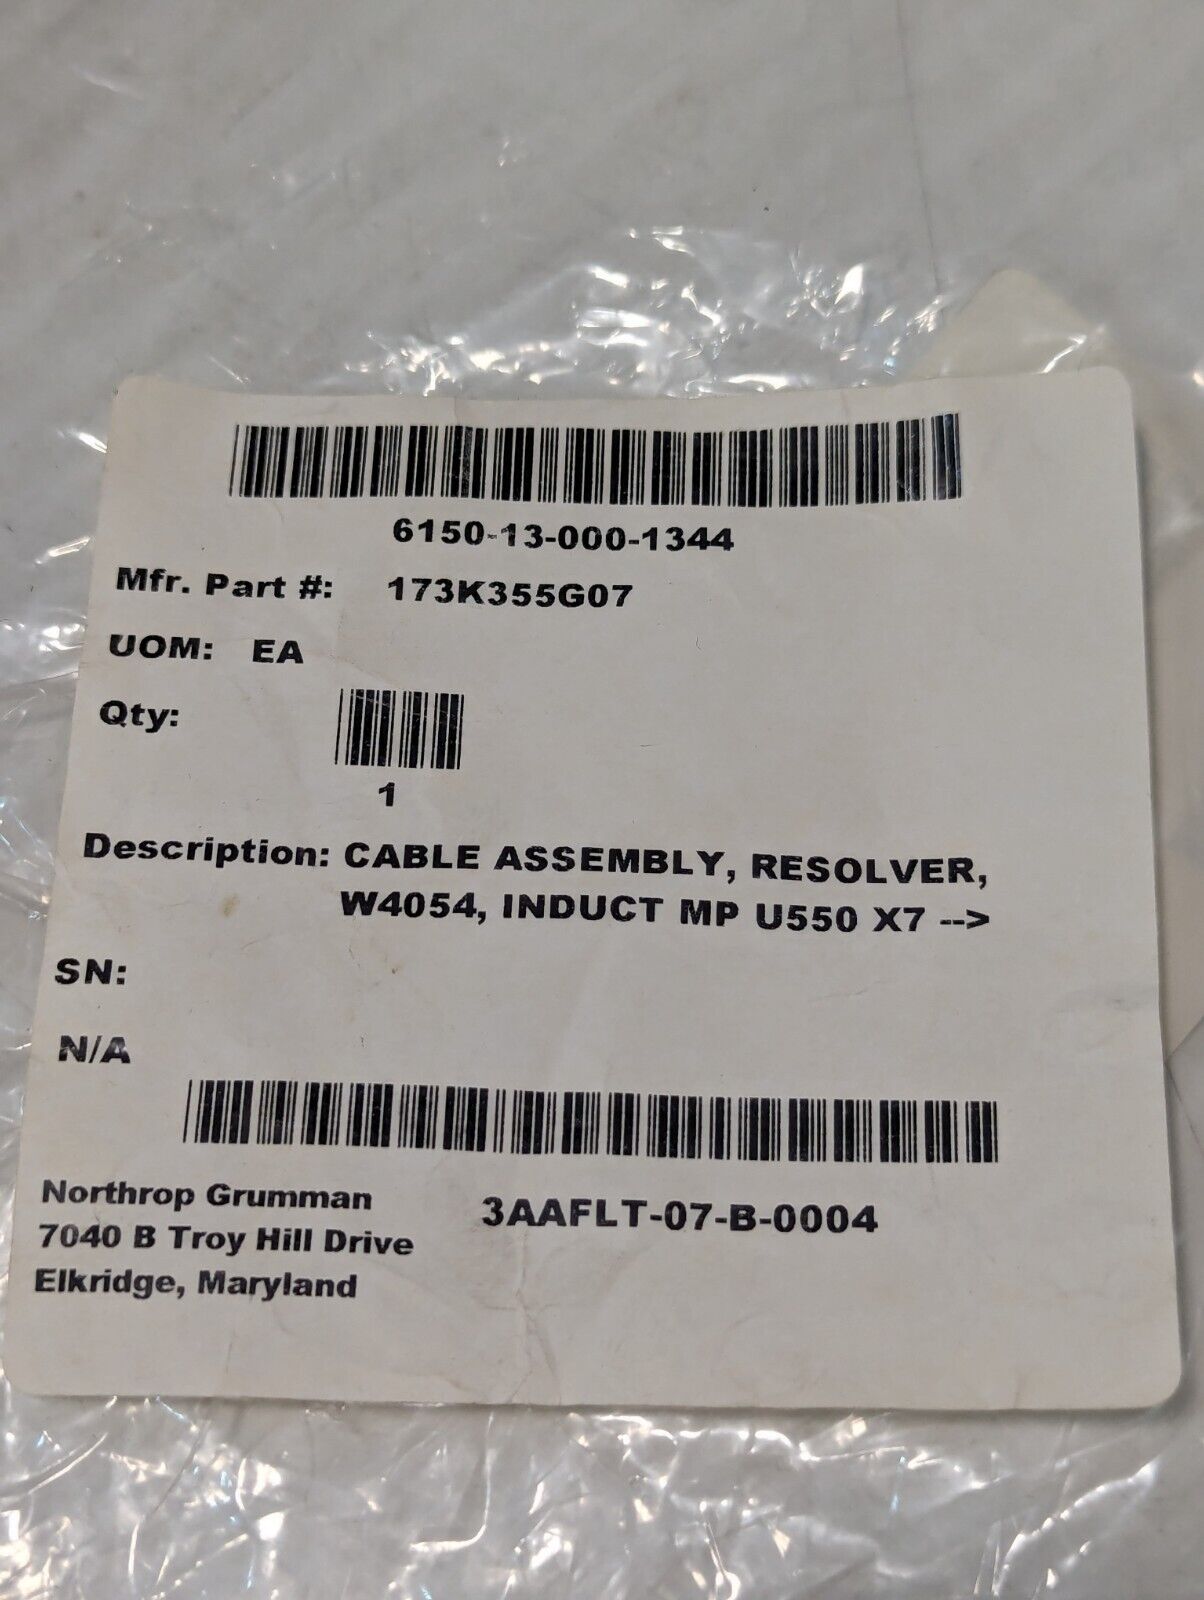 6150-13-000-1344
Mfr. Part #: 173K355G07
UOM: EA
Qty:
1
Description: CABLE ASSEMBLY, RESOLVER,
W4054, INDUCT MP U550 X7 -->
SN:
N/A
Northrop Grumman
7040 B Troy Hill Drive
Elkridge, Maryland
3AAFLT-07-B-0004